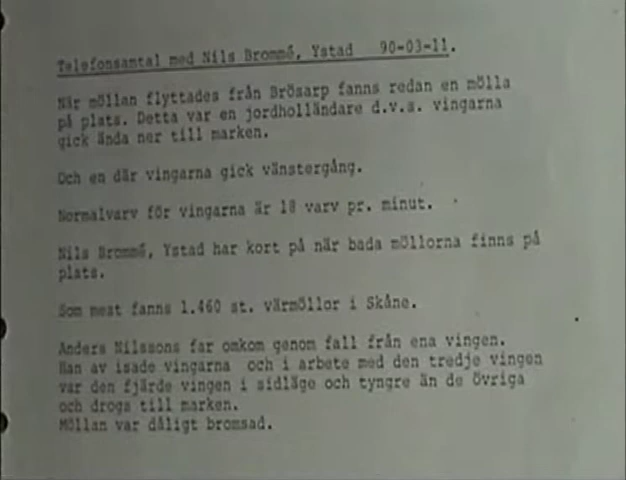 Telefonsamtal med Nils Brommé, Ystad 90-03-11.
När möllan flyttades från Brösarp fanns redan en mölla
på plats. Detta var en jordholländare d.v.s. vingarna
gick ända ner till marken.
Och en där vingarna gick vänstergång.
Normalvarv för vingarna är 18 varv pr. minut.
Nils Brommé, Ystad har kort på när bada möllorna finns på
plats.
Som mest fanns 1.460 st. värmöllor i Skåne.
Anders Nilssons far omkom genom fall från ena vingen.
Han av isade vingarna och i arbete med den tredje vingen
var den fjärde vingen i sidläge och tyngre än de övriga
och drogs till marken.
Möllan var dåligt bromsad.